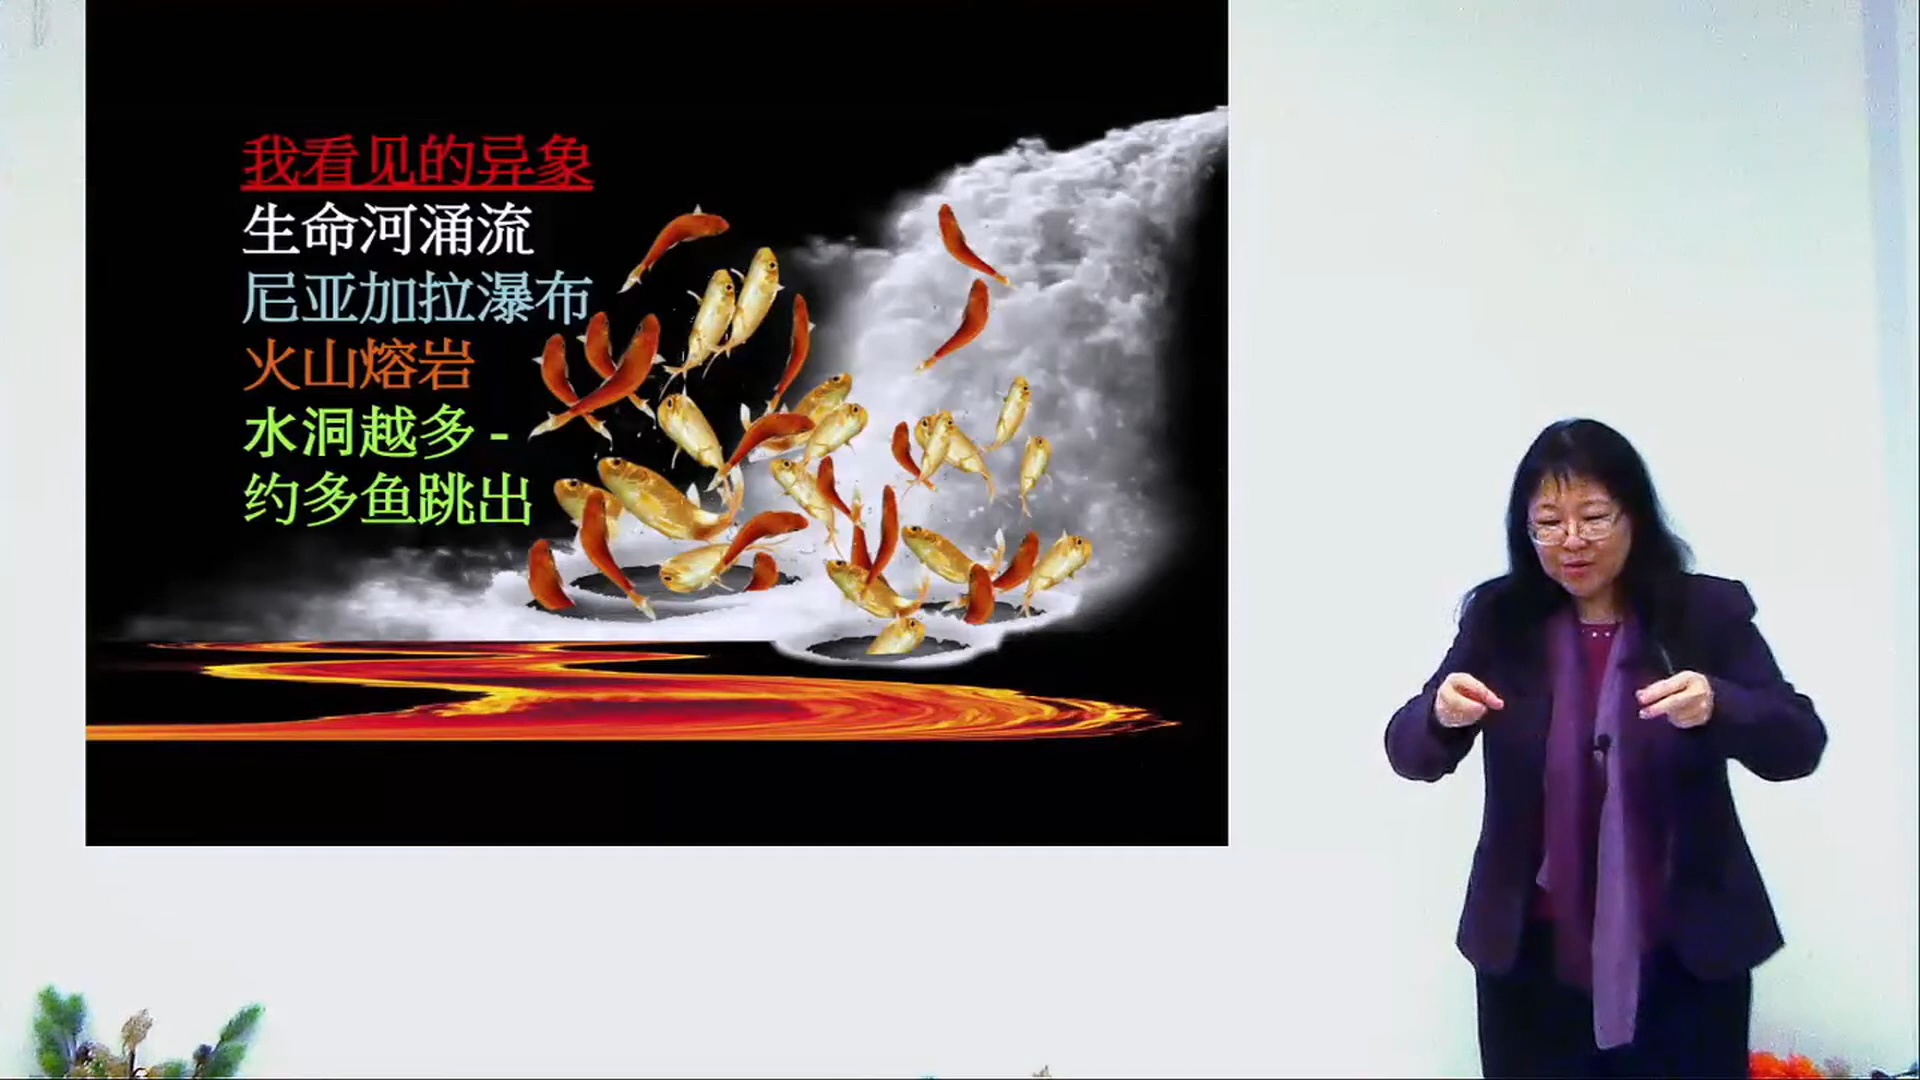 我看见的异象
生命河涌流
尼亚加拉瀑布
火山熔岩
水洞越多 -
约多鱼跳出